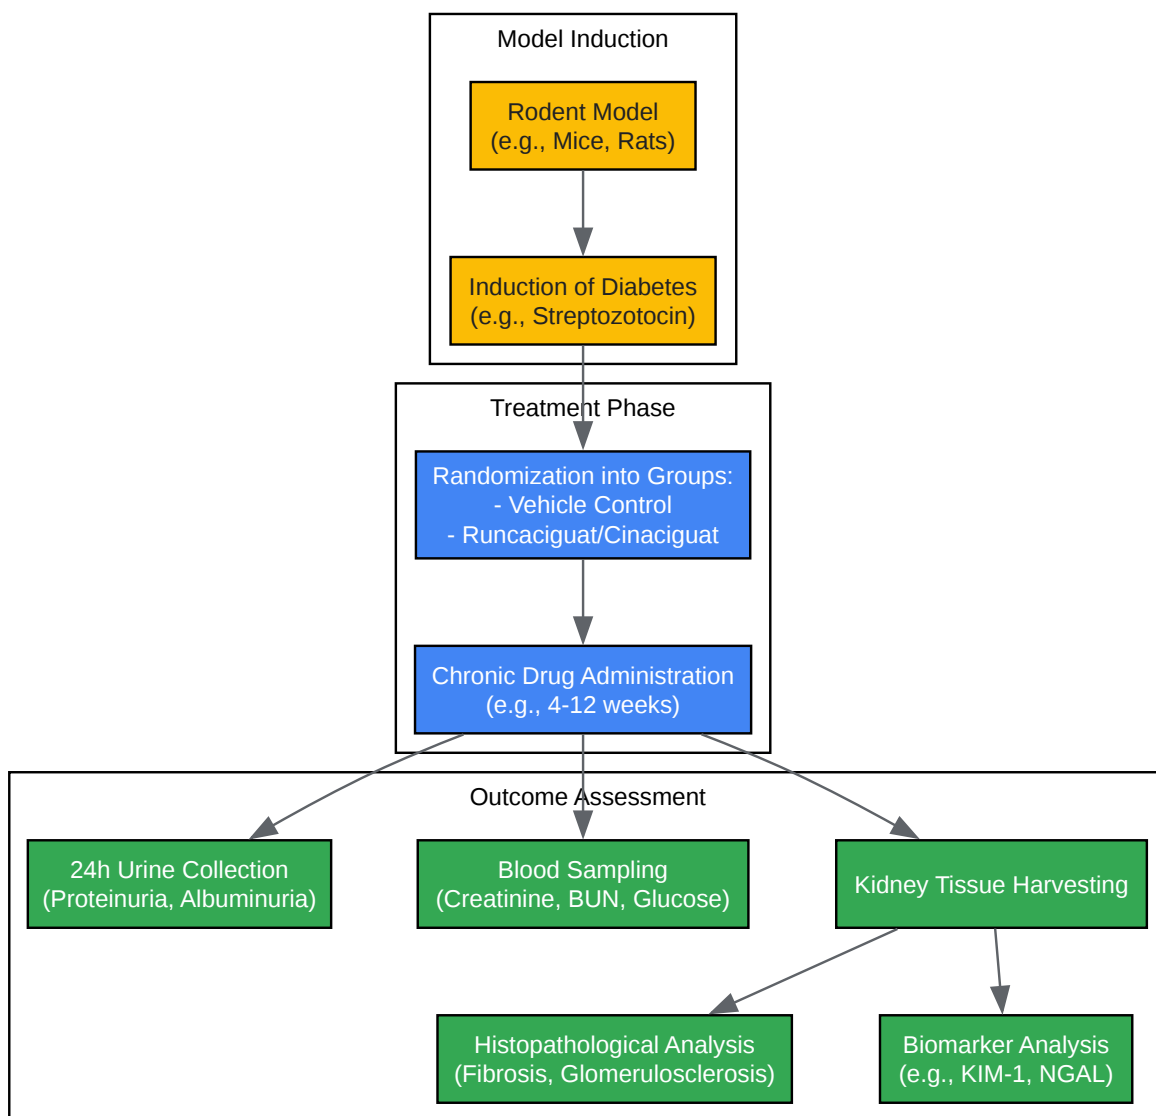 Model Induction
Rodent Model
(e.g., Mice, Rats)
Induction of Diabetes
(e.g., Streptozotocin)
Treatment Phase
Randomization into Groups:
- Vehicle Control
- Runcaciguat/Cinaciguat
Chronic Drug Administration
(e.g., 4-12 weeks)
Outcome Assessment
24h Urine Collection
(Proteinuria, Albuminuria)
Blood Sampling
(Creatinine, BUN, Glucose)
Kidney Tissue Harvesting
Histopathological Analysis
(Fibrosis, Glomerulosclerosis)
Biomarker Analysis
(e.g., KIM-1, NGAL)